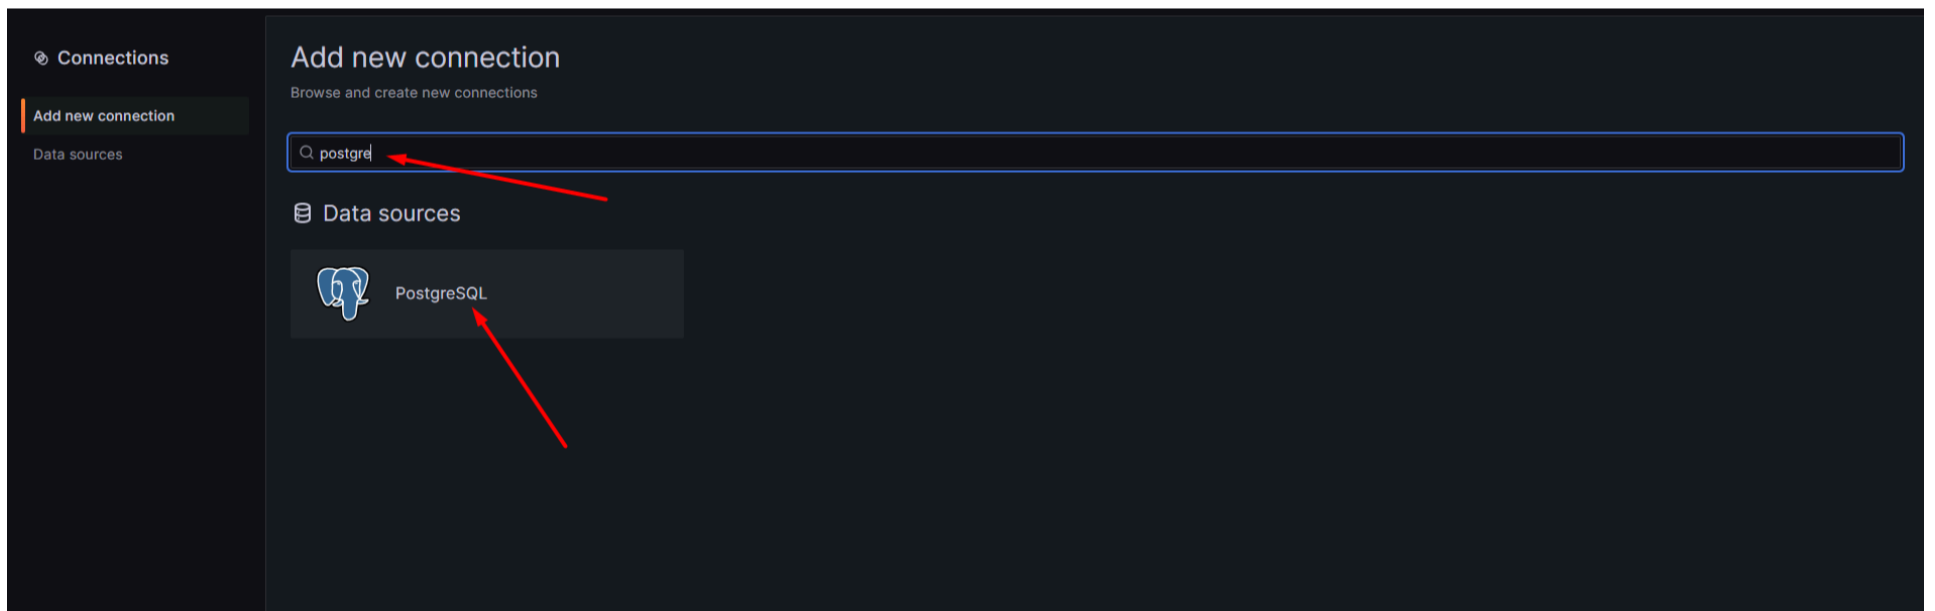 Connections
Add new connection
Data sources
Add new connection
Browse and create new connections
postgre
Data sources
PostgreSQL